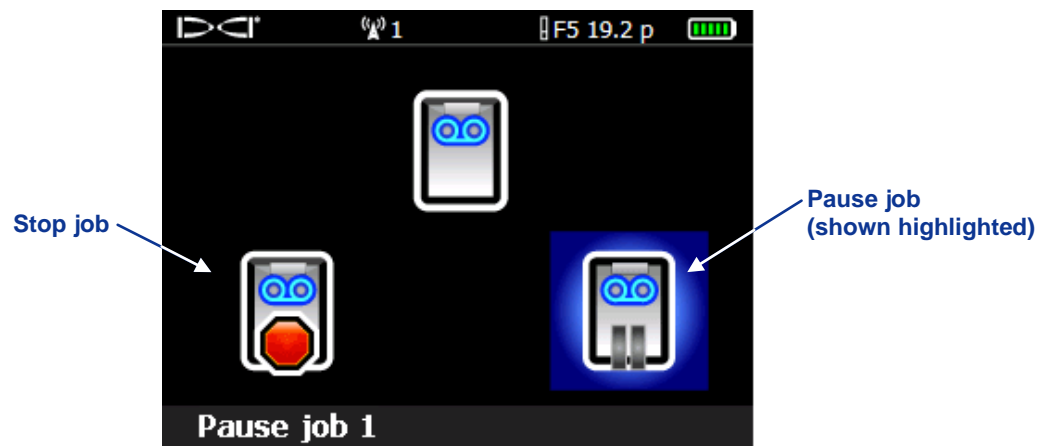 DCI
1
F5 19.2 p
Stop job
Pause job
(shown highlighted)
Pause job 1